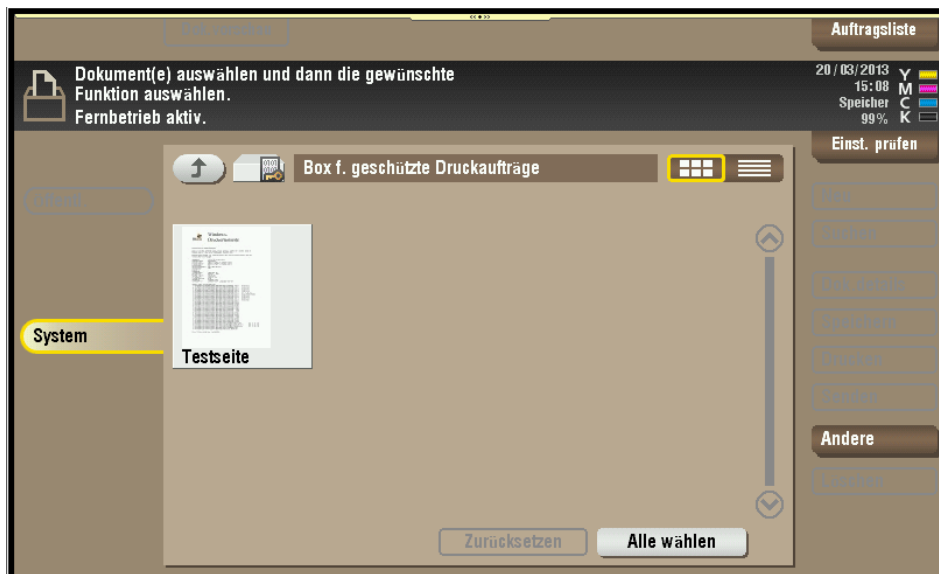 Auftragsliste
Dokument(e) auswählen und dann die gewünschte
Funktion auswählen.
Fernbetrieb aktiv.
20/03/2013
15:08
Speicher
99%
Y
M
C
K
Einst. prüfen
Box f. geschützte Druckaufträge
System
Testseite
Andere
Zurücksetzen
Alle wählen